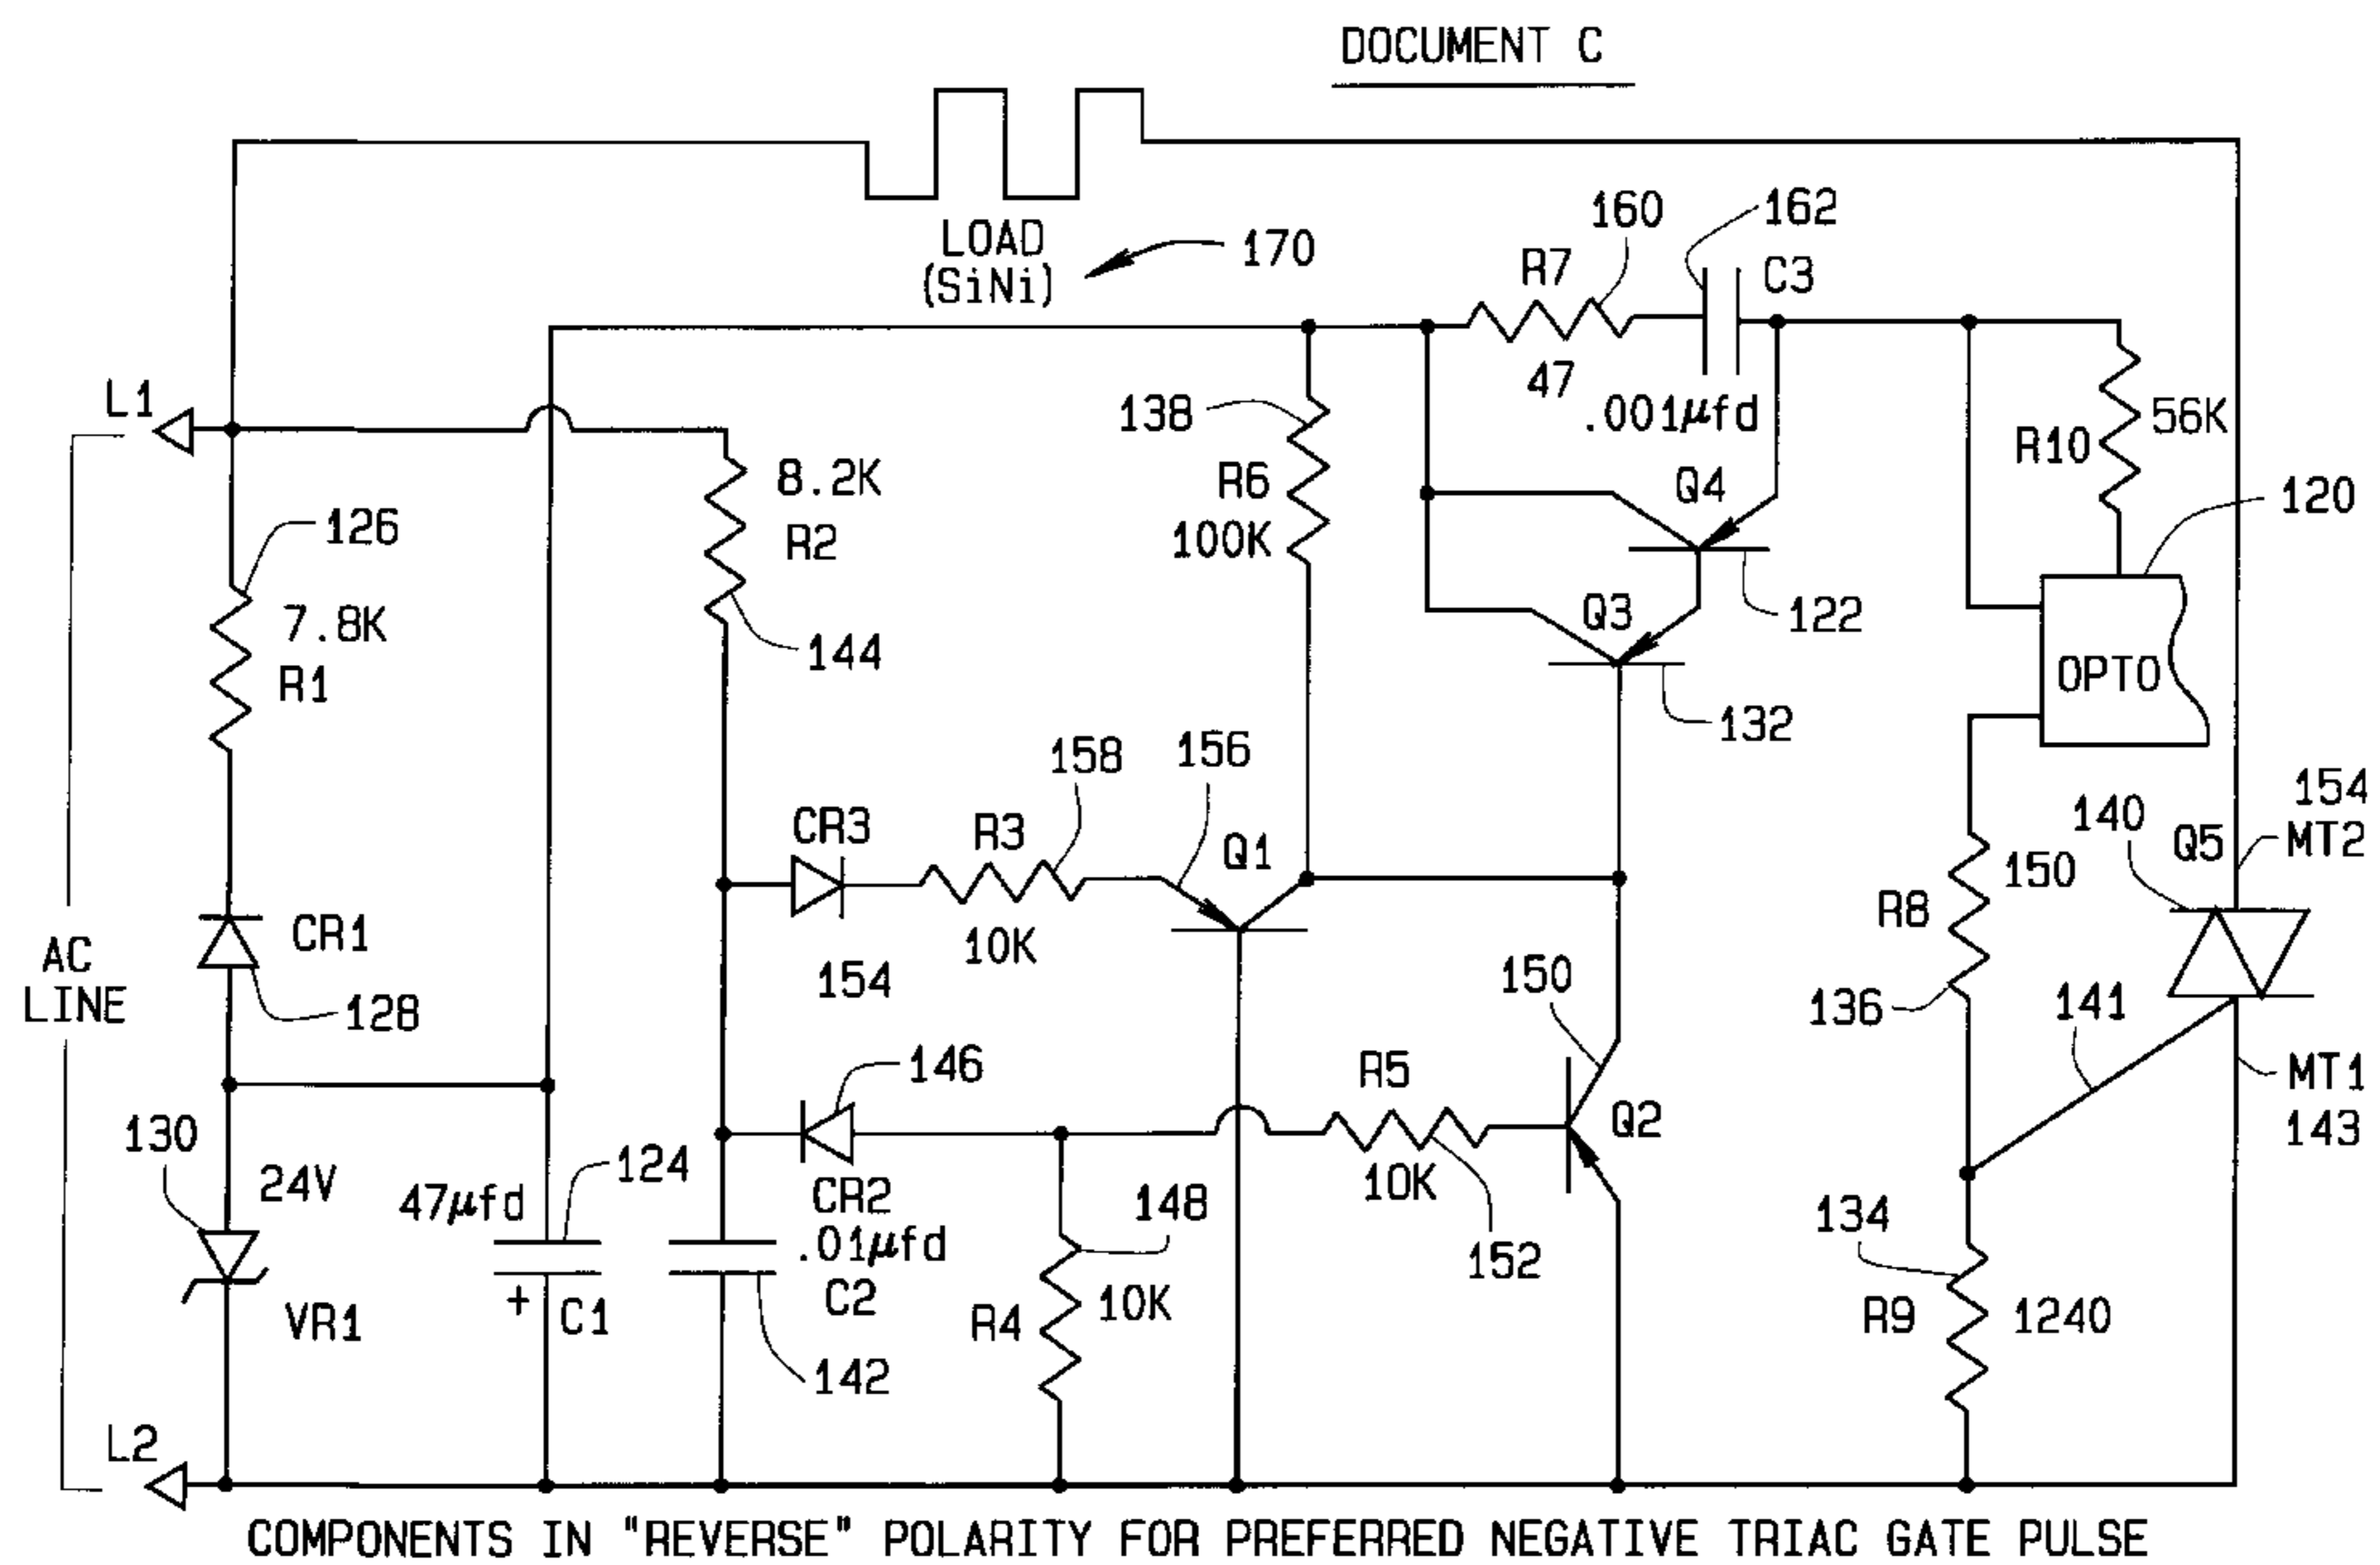 DOCUMENT C
LOAD
(SiNi)
170
160
162
R7
C3
47
.001µfd
L1
138
R6
100K
Q4
R10
56K
120
8.2K
R2
126
7.8K
R1
144
Q3
122
132
OPTO
CR3
R3
158
156
Q1
10K
154
154
140
Q5
MT2
R8
150
136
141
MT1
143
AC
LINE
CR1
128
146
150
R5
Q2
10K
152
130
24V
VR1
47µfd
124
+
C1
CR2
.01µfd
C2
142
148
R4
10K
134
R9
1240
L2
COMPONENTS IN "REVERSE" POLARITY FOR PREFERRED NEGATIVE TRIAC GATE PULSE